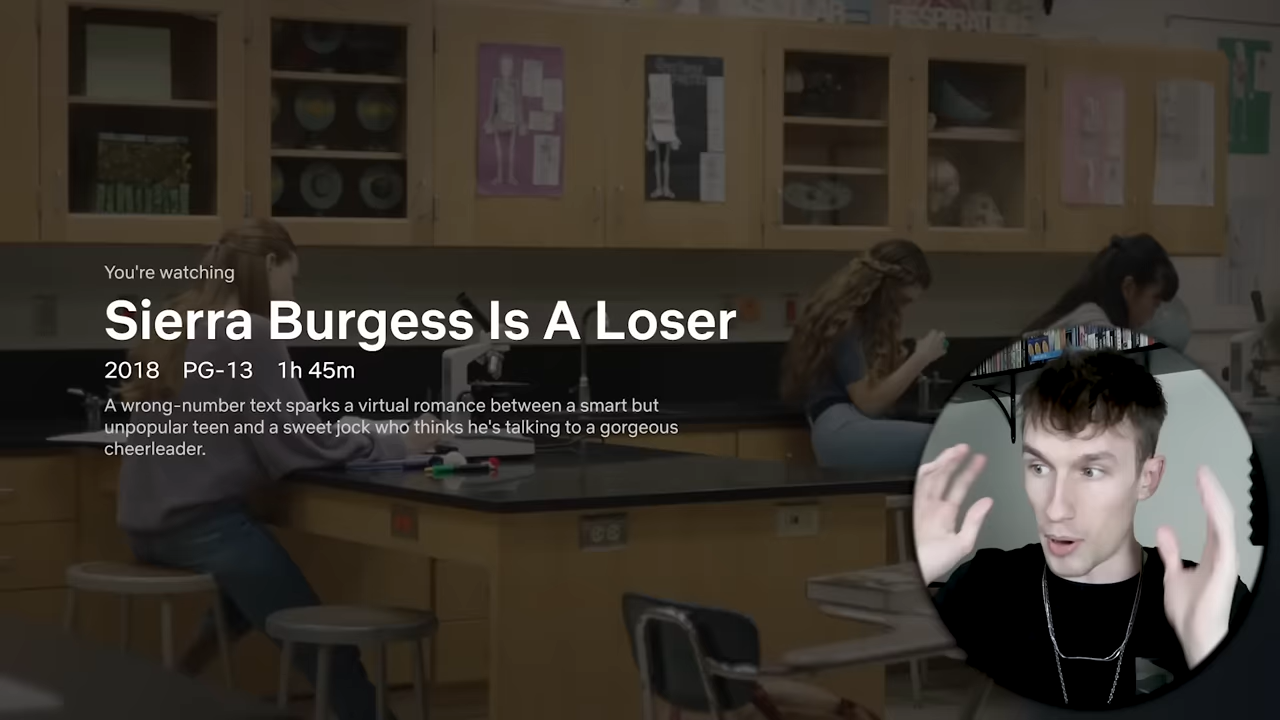 RESPIRAT
You're watching
Sierra Burgess Is A Loser
2018 PG-13 1h 45m
A wrong-number text sparks a virtual romance between a smart but
unpopular teen and a sweet jock who thinks he's talking to a gorgeous
cheerleader.